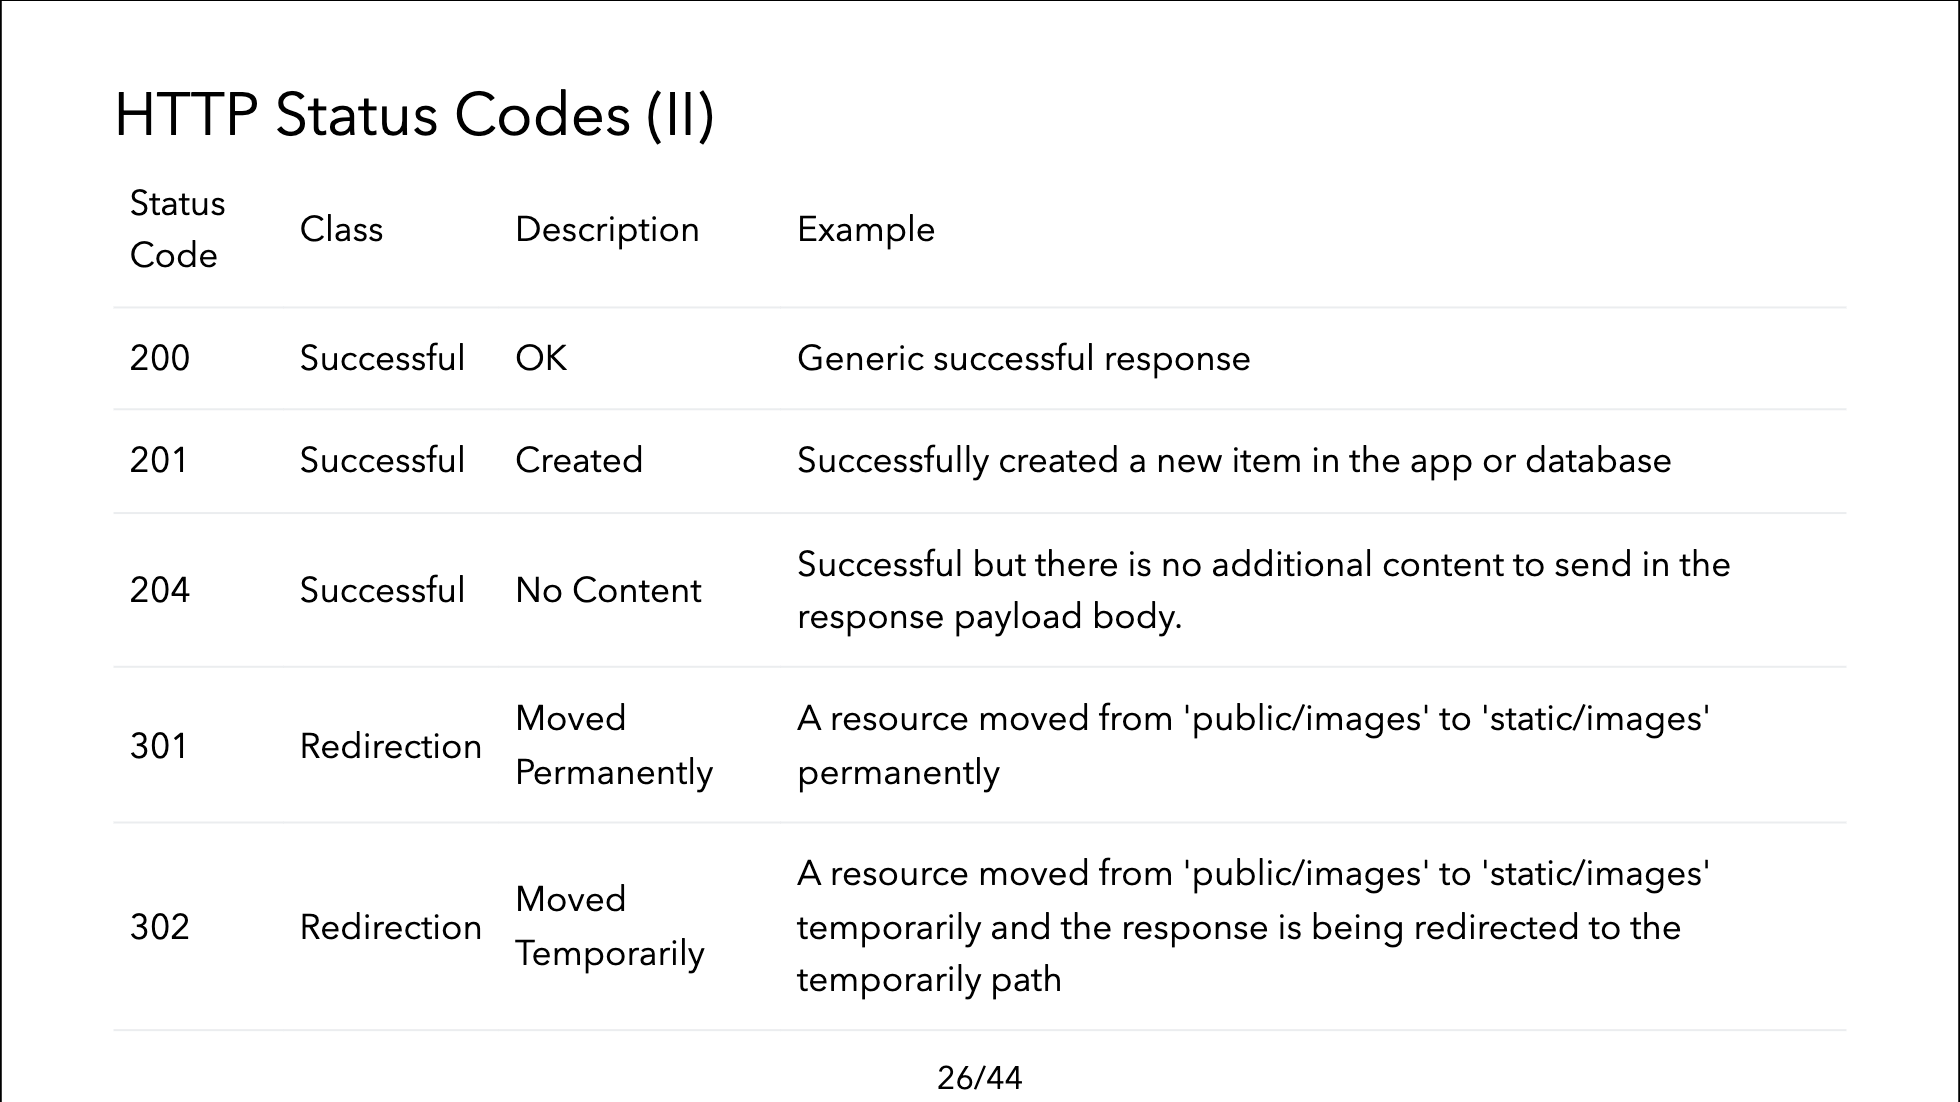 HTTP Status Codes (II)
Status
Code
Class
Description
Example
200
Successful
OK
Generic successful response
201
Successful
Created
Successfully created a new item in the app or database
204
Successful
No Content
Successful but there is no additional content to send in the
response payload body.
301
Redirection
Moved
Permanently
A resource moved from 'public/images' to 'static/images'
permanently
302
Redirection
Moved
Temporarily
A resource moved from 'public/images' to 'static/images'
temporarily and the response is being redirected to the
temporarily path
26/44